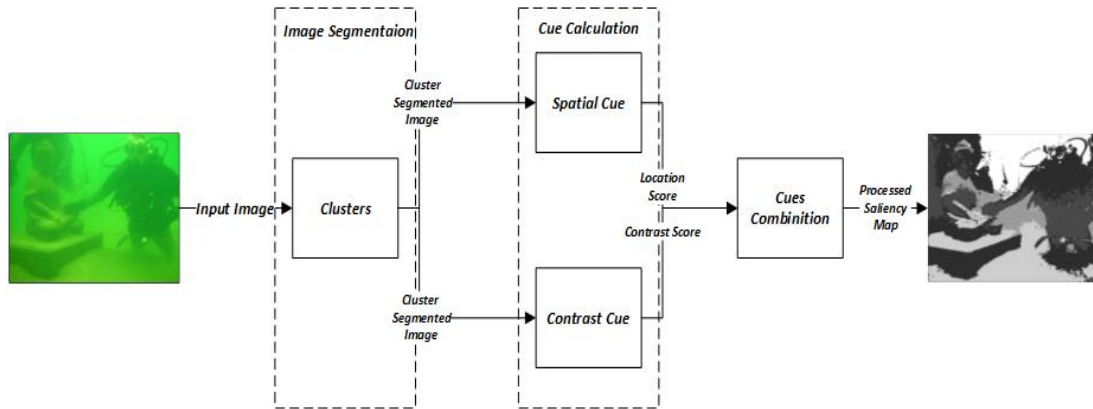 Image Segmentaion
Cue Calculation
Cluster
Segmented
Image
Spatial Cue
Input Image
Clusters
Location
Score
Contrast Score
Cues
Combinition
Processed
Saliency
Map
Cluster
Segmented
Image
Contrast Cue